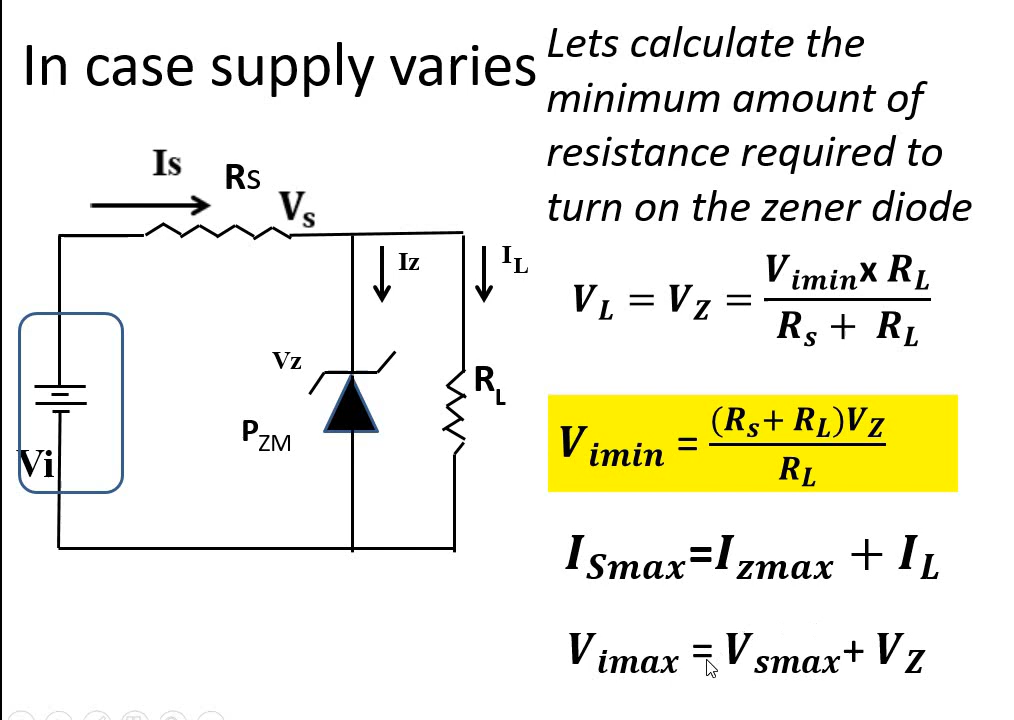 In case supply varies
Lets calculate the
minimum amount of
resistance required to
turn on the zener diode
Is
Rs
Vs
Iz
IL
Vz
PZM
RL
Vi
VL = VZ = Vimin x RL / Rs + RL
Vimin = (Rs + RL)VZ / RL
ISmax=Izmax + IL
Vimax = Vsmax+ VZ